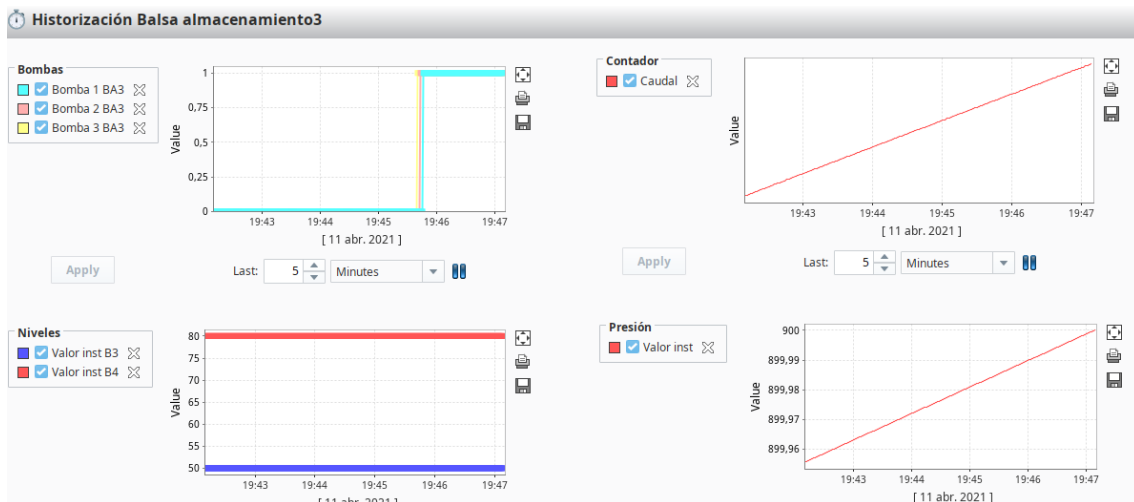 Historización Balsa almacenamiento3
Bombas
Bomba 1 BA3
Bomba 2 BA3
Bomba 3 BA3
Value
1
0,75
0,5
0,25
0
19:43 19:44 19:45 19:46 19:47
[ 11 abr. 2021 ]
Apply
Last: 5 Minutes
Contador
Caudal
Value
19:43 19:44 19:45 19:46 19:47
[ 11 abr. 2021 ]
Apply
Last: 5 Minutes
Niveles
Valor inst B3
Valor inst B4
Value
80
75
70
65
60
55
50
19:43 19:44 19:45 19:46 19:47
[ 11 abr. 2021 ]
Presión
Valor inst
Value
900
899,99
899,98
899,97
899,96
19:43 19:44 19:45 19:46 19:47
[ 11 abr. 2021 ]